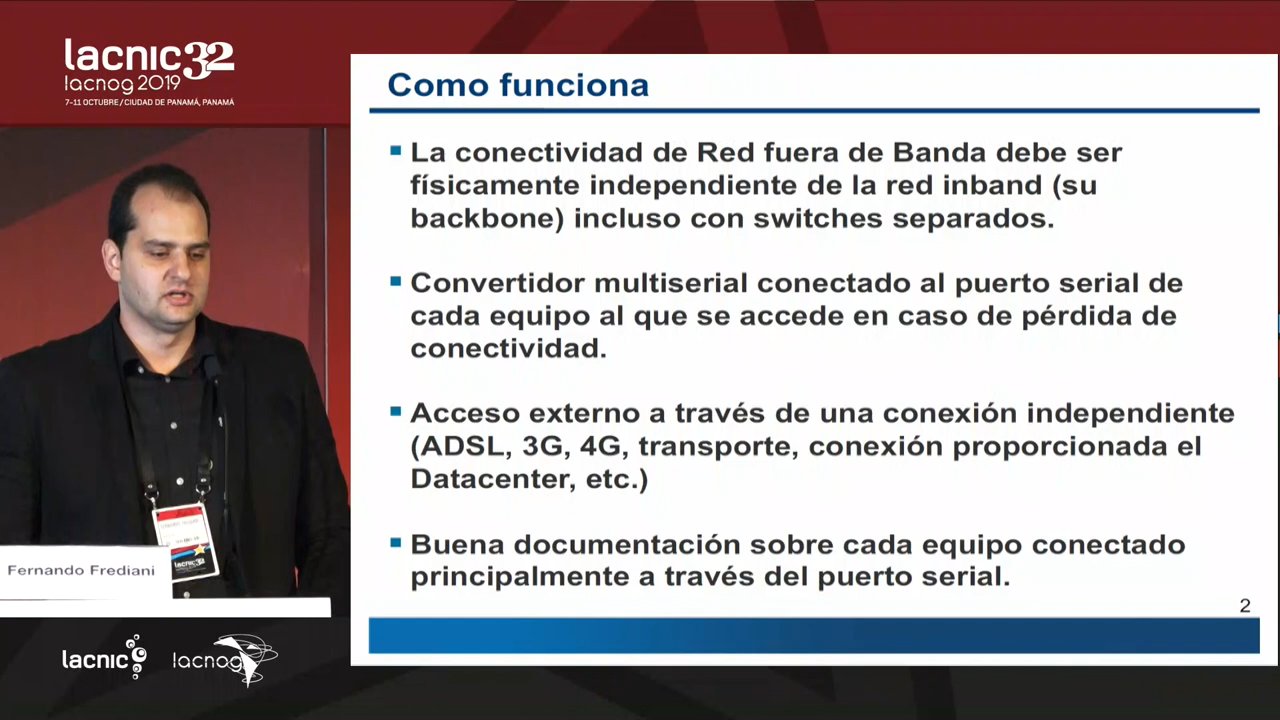 lacnic32
lacnog 2019
7-11 OCTUBRE / CIUDAD DE PANAMÁ, PANAMÁ
Como funciona
La conectividad de Red fuera de Banda debe ser
físicamente independiente de la red inband (su
backbone) incluso con switches separados.
Convertidor multiserial conectado al puerto serial de
cada equipo al que se accede en caso de pérdida de
conectividad.
Acceso externo a través de una conexión independiente
(ADSL, 3G, 4G, transporte, conexión proporcionada el
Datacenter, etc.)
Buena documentación sobre cada equipo conectado
principalmente a través del puerto serial.
2
Fernando Frediani
lacnic32
lacnic
lacnog